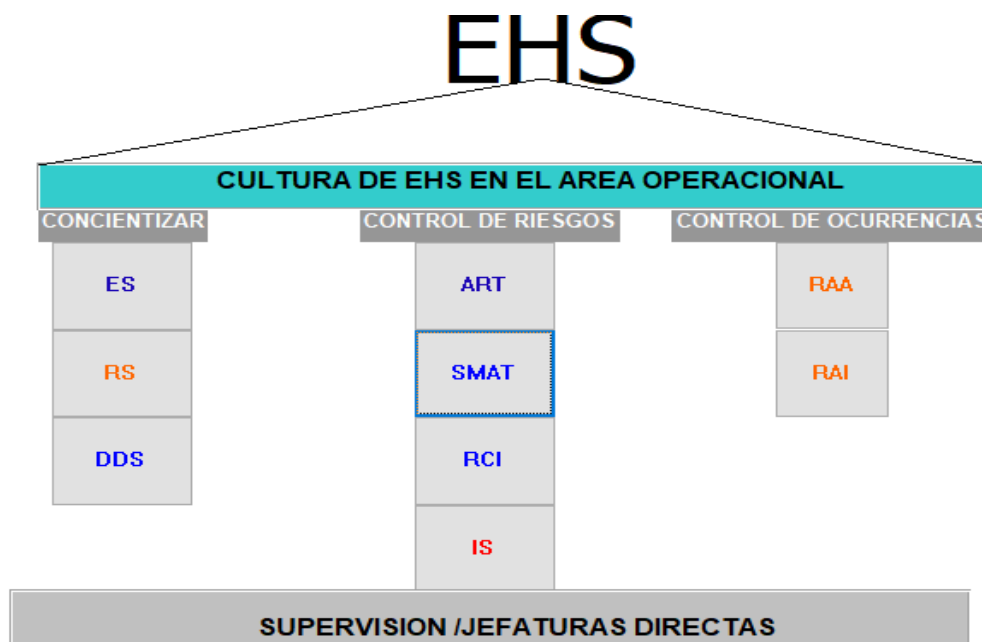 EHS
CULTURA DE EHS EN EL AREA OPERACIONAL
CONCIENTIZAR
CONTROL DE RIESGOS
CONTROL DE OCURRENCIAS
ES
ART
RAA
RS
SMAT
RAI
DDS
RCI
IS
SUPERVISION /JEFATURAS DIRECTAS